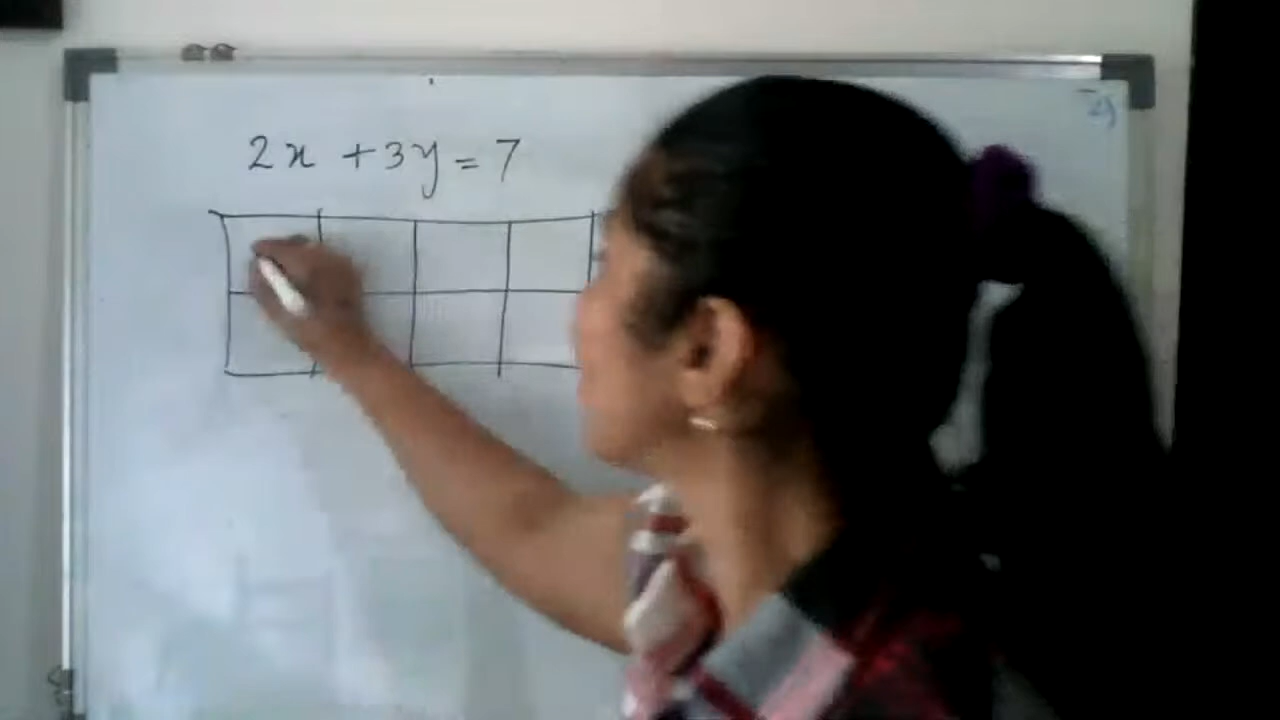 2x + 3y = 7